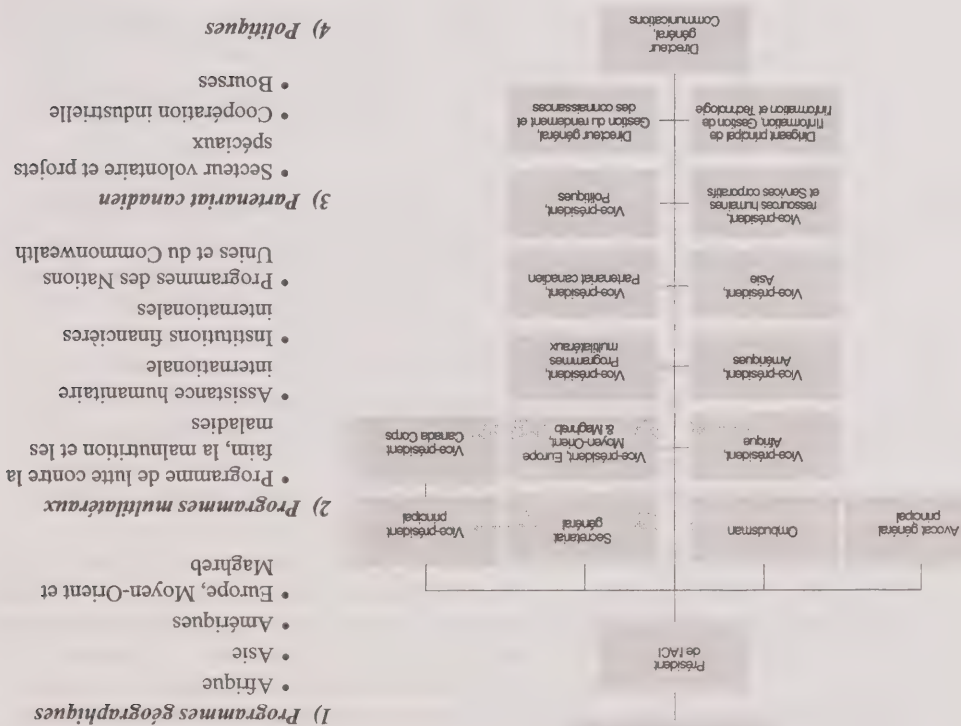 Président
de l'ACI
Avocat général
principal
Ombudsman
Secretariat
général
Vice-président
principal
Vice-président,
Afrique
Vice-président, Europe,
Moyen-Orient,
& Maghreb
Vice-président
Canada Corps
Vice-président,
Amériques
Vice-président,
Programmes
multilatéraux
Vice-président,
Asie
Vice-président,
Partenariat canadien
Vice-président,
ressources humaines
et Services corporatifs
Vice-président,
Politiques
Dirigeant principal de
l'information, Gestion de
l'information et Technologie
Directeur général,
Gestion du rendement et
des connaissances
Directeur
général,
Communications
1) Programmes géographiques
• Afrique
• Asie
• Amériques
• Europe, Moyen-Orient et
Maghreb
2) Programmes multilatéraux
• Programme de lutte contre la
faim, la malnutrition et les
maladies
• Assistance humanitaire
internationale
• Institutions financières
internationales
• Programmes des Nations
Unies et du Commonwealth
3) Partenariat canadien
• Secteur volontaire et projets
spéciaux
• Coopération industrielle
• Bourses
4) Politiques